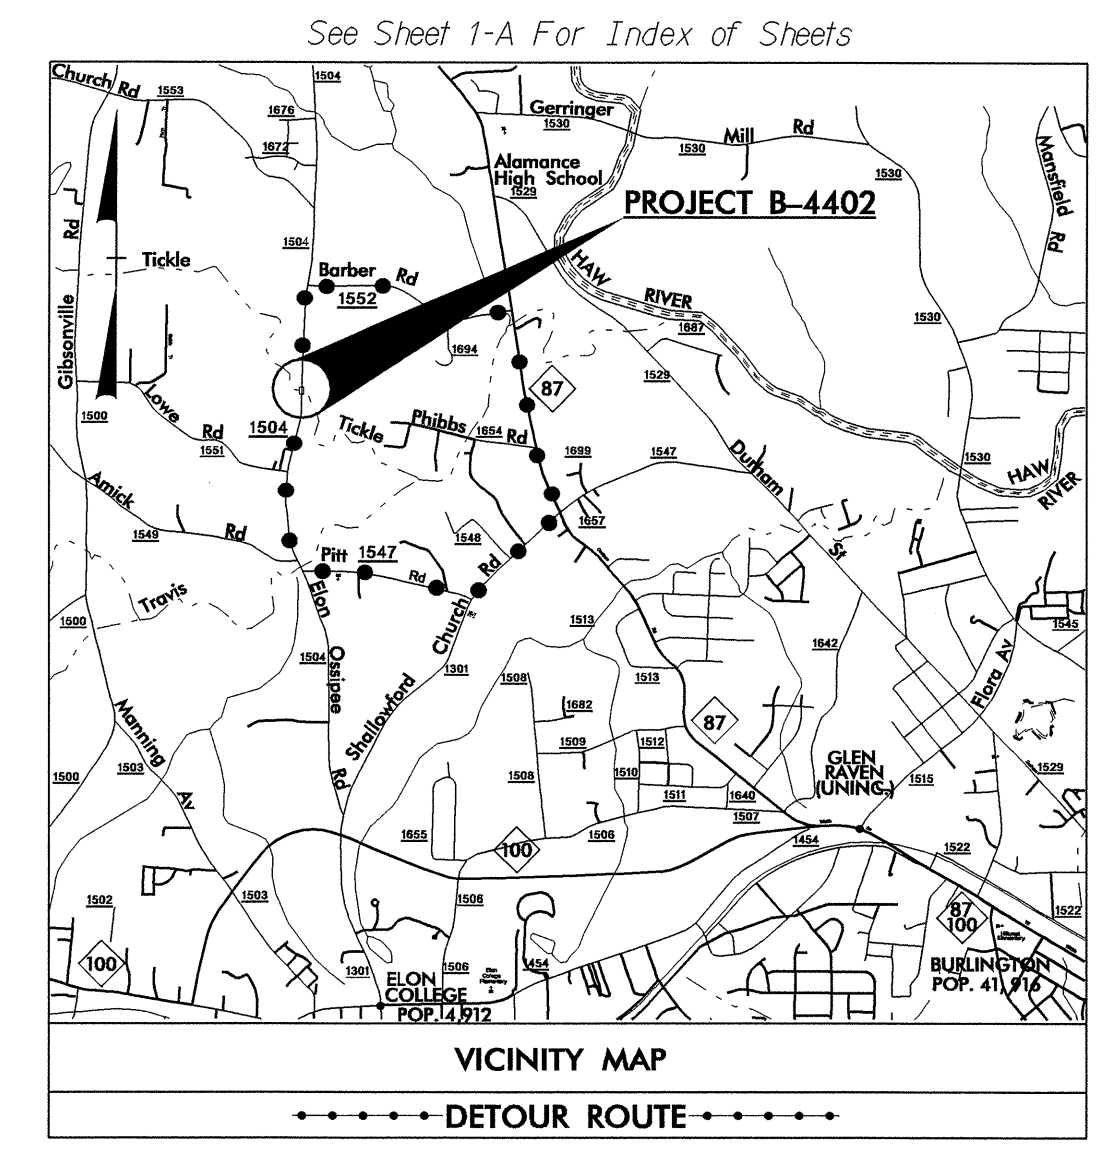 See Sheet 1-A For Index of Sheets
Church Rd
1553
1504
1676
1672
Gerringer
1530
Mill Rd
1530
1530
Mansfield Rd
Alamance
High School
1529
PROJECT B-4402
Rd
Tickle
1504
Barber Rd
1552
HAW
RIVER
1687
1530
Gibsonville
1694
1529
87
1500
Lowe
Rd
1551
1504
Tickle
Phibbs
1654 Rd
1699
1547
Durham
1530
HAW
RIVER
Amick
1549
Rd
1548
1657
St
Pitt
1547
Rd
Rd
Travis
Elon
Church
1500
1513
1642
1545
1504
Ossipee
1301
1508
1513
Flora Av
Shallowford
1682
87
Manning
1503
1509
1512
GLEN
RAVEN
(UNINC.)
1500
Rd
1508
1510
1515
1529
Av
1511
1640
1507
1655
100
1506
1454
1522
1502
1503
1506
87
100
1522
100
1301
ELON
COLLEGE
POP. 4,912
1506
Elon
College
Elementary
1454
Hillcrest
Elementary
BURLINGTON
POP. 41,916
VICINITY MAP
DETOUR ROUTE